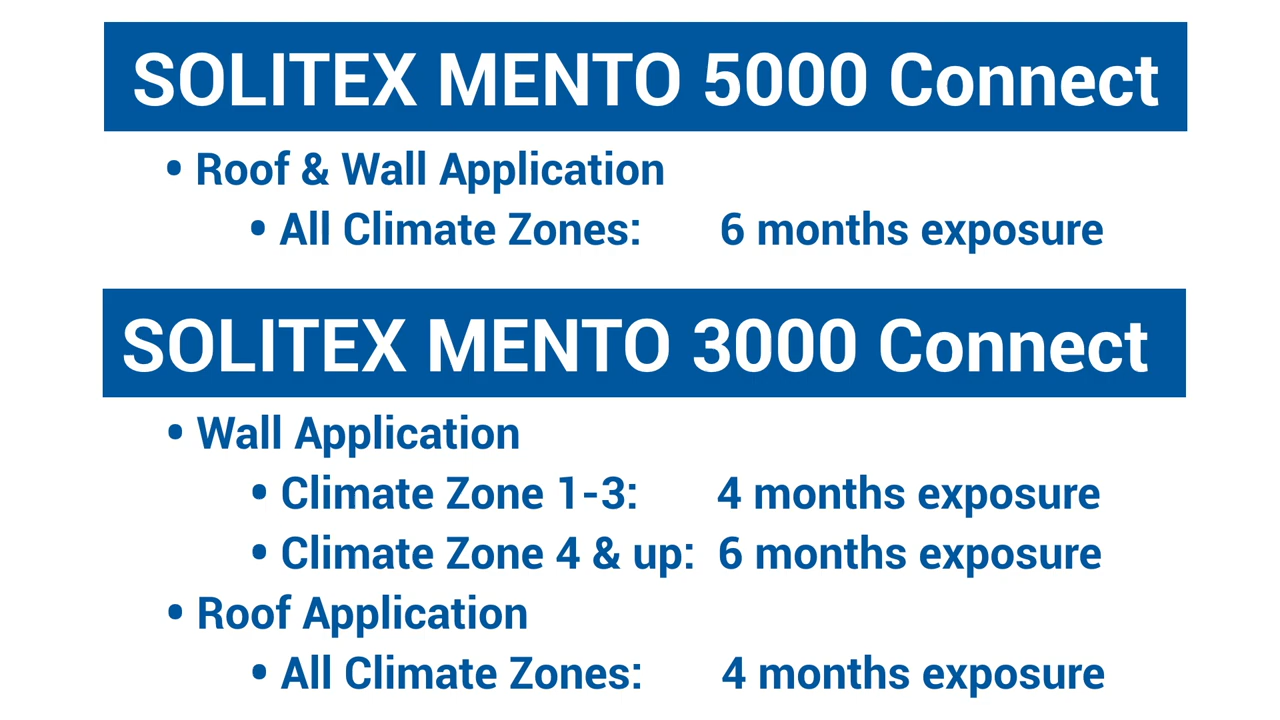 SOLITEX MENTO 5000 Connect
• Roof & Wall Application
• All Climate Zones: 6 months exposure
SOLITEX MENTO 3000 Connect
• Wall Application
• Climate Zone 1-3: 4 months exposure
• Climate Zone 4 & up: 6 months exposure
• Roof Application
• All Climate Zones: 4 months exposure